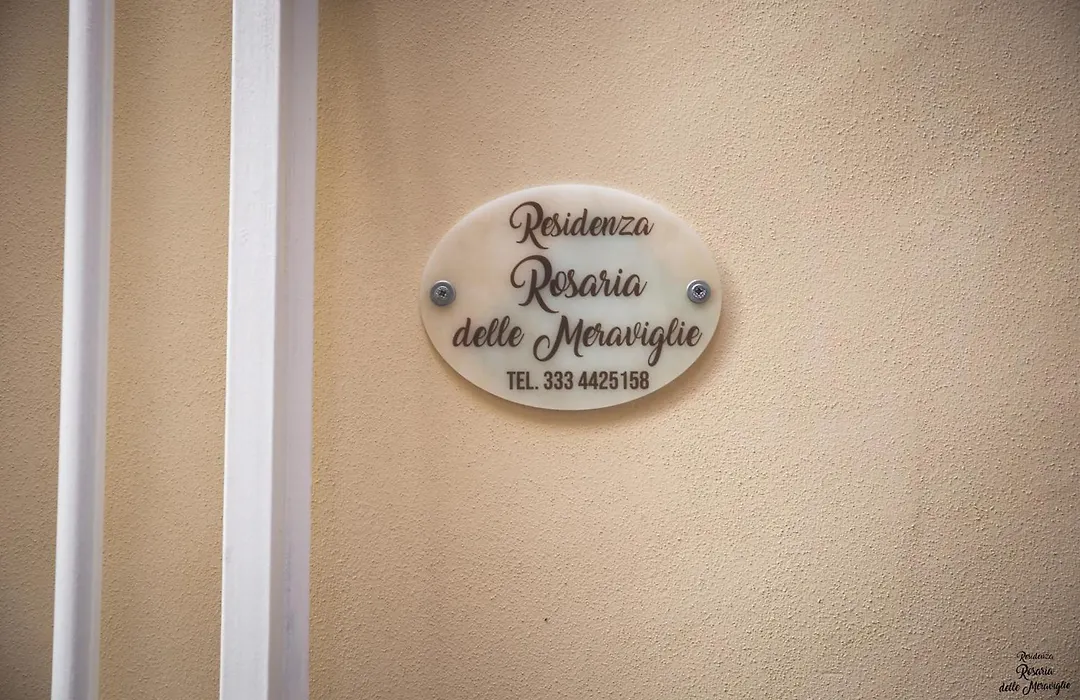 Residenza
Rosaria
delle Meraviglie
TEL. 333 4425158
Residenza
Rosaria
delle Meraviglie